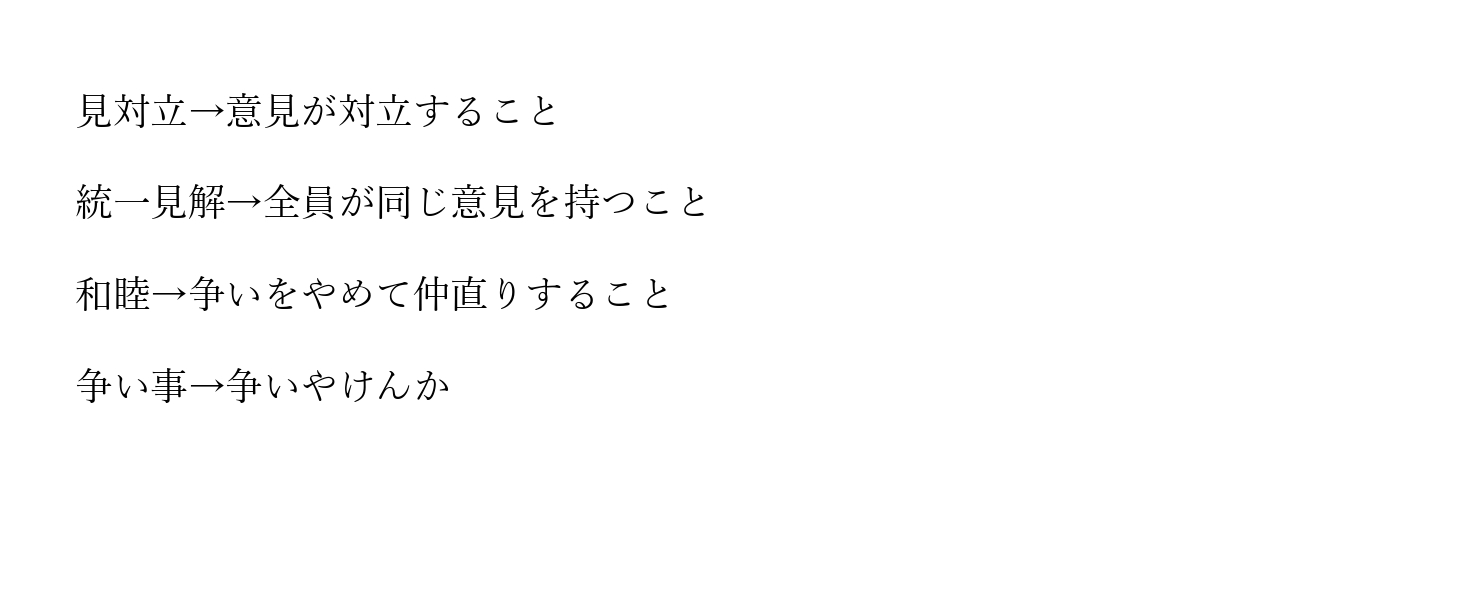 見対立→意見が対立すること
統一見解→全員が同じ意見を持つこと
和睦→争いをやめて仲直りすること
争い事→争いやけんか